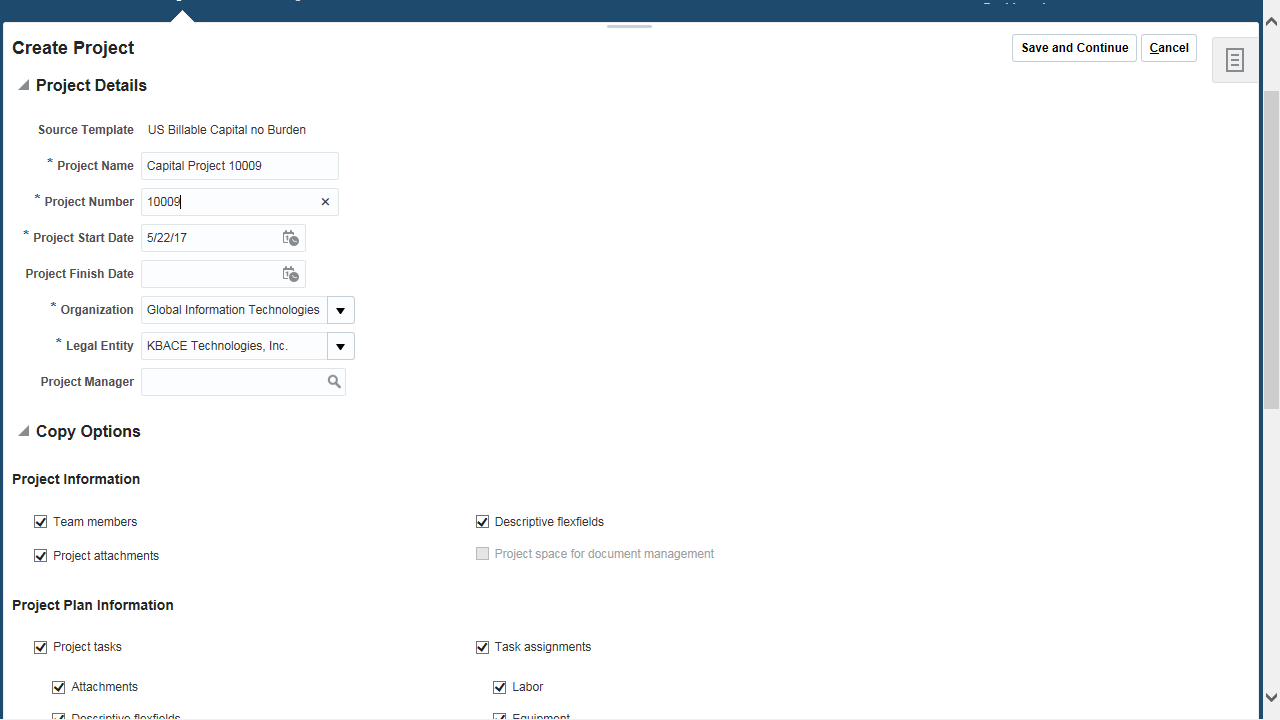 Create Project
Save and Continue
Cancel
Project Details
Source Template US Billable Capital no Burden
* Project Name Capital Project 10009
* Project Number 10009
* Project Start Date 5/22/17
Project Finish Date
* Organization Global Information Technologies
* Legal Entity KBACE Technologies, Inc.
Project Manager
Copy Options
Project Information
Team members
Descriptive flexfields
Project attachments
Project space for document management
Project Plan Information
Project tasks
Task assignments
Attachments
Labor
Descriptive flexfields
Equipment